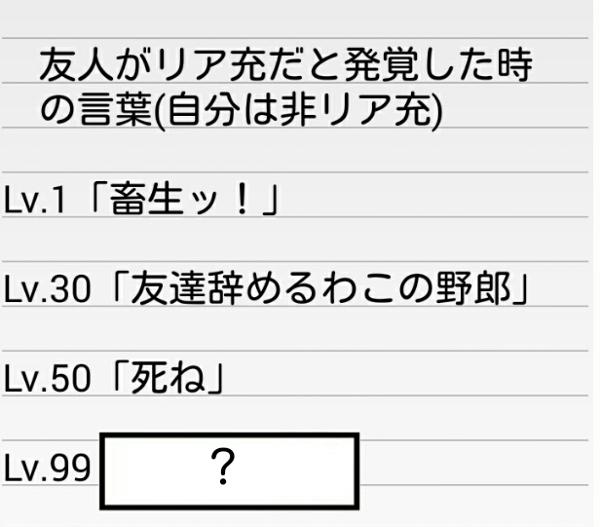 友人がリア充だと発覚した時
の言葉(自分は非リア充)
Lv.1「畜生ッ！」
Lv.30「友達辞めるわこの野郎」
Lv.50「死ね」
Lv.99 ？